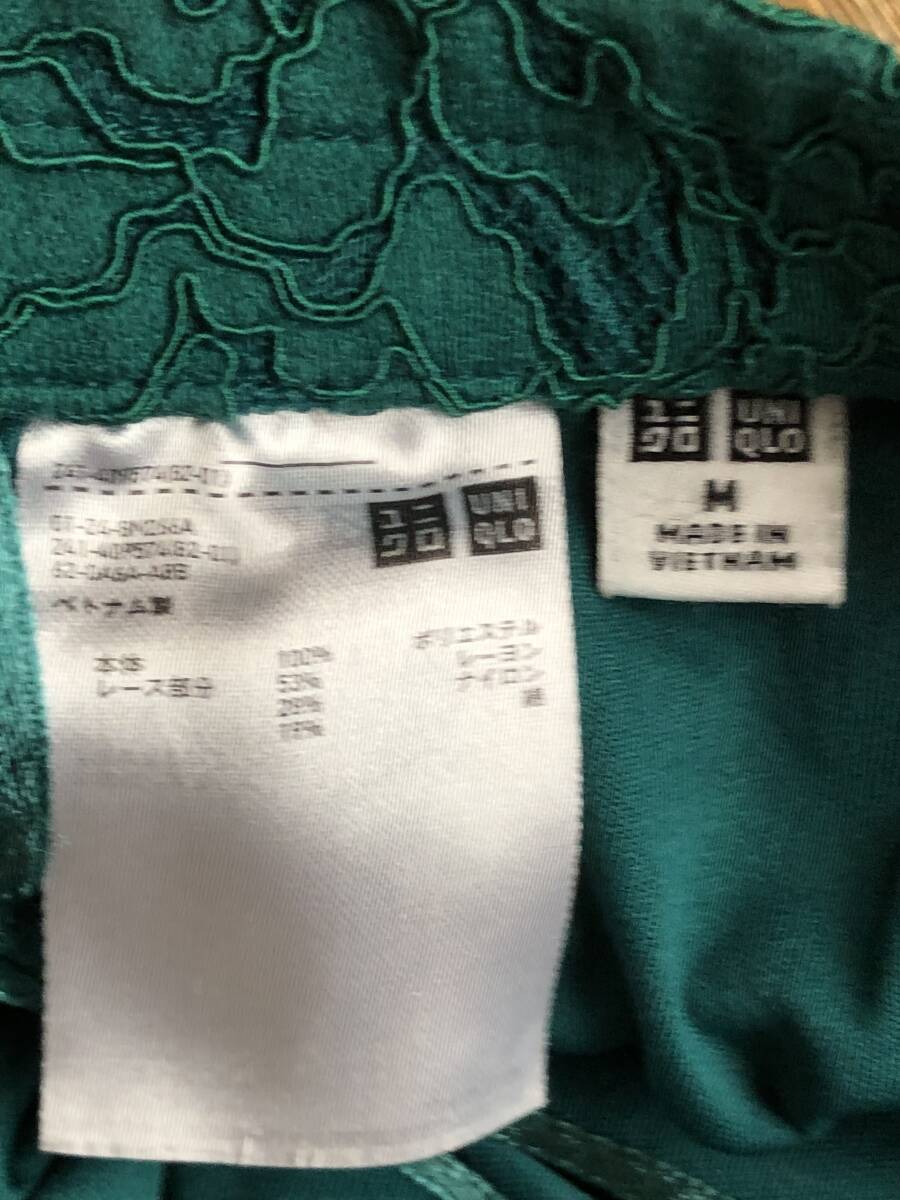 ユニ
クロ
UNI
QLO
M
MADE IN
VIETNAM
ユニ
クロ
UNI
QLO
ベトナム製
本体 100% ポリエステル
レース部分 53% レーヨン
28% ナイロン
19% 綿